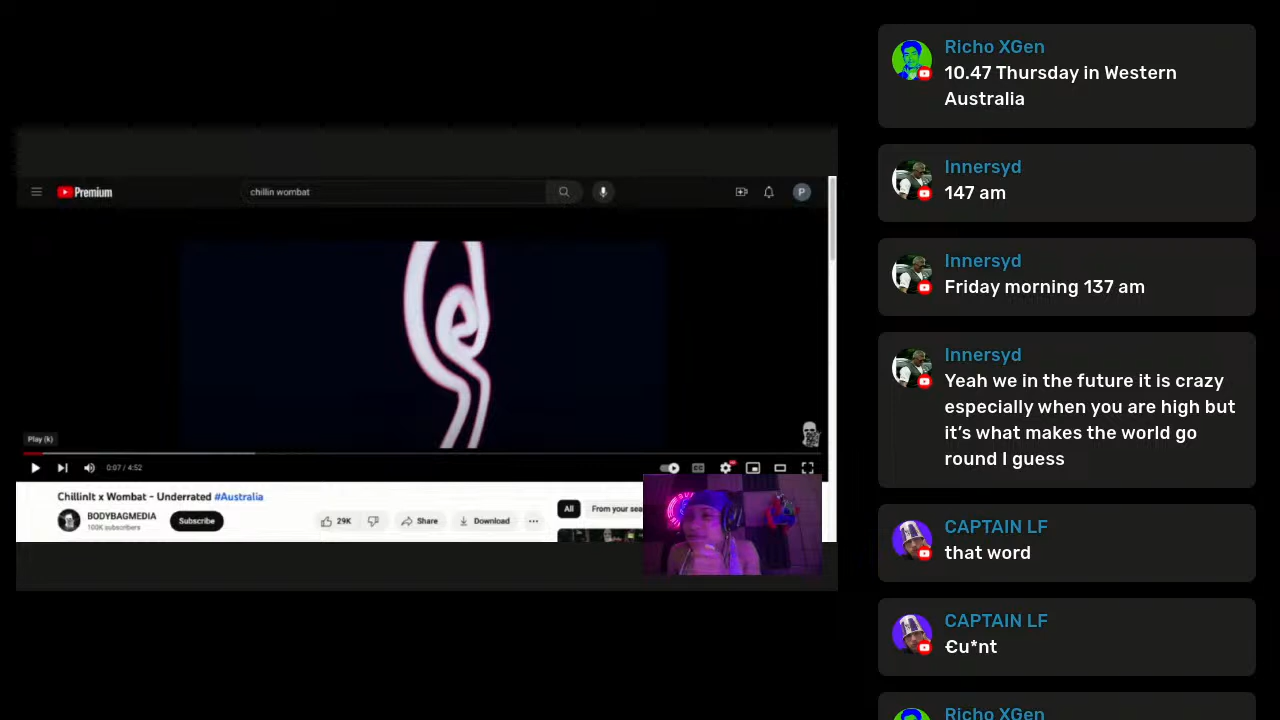 Premium
chillin wombat
P
Play (k)
0:07 / 4:52
ChillinIt x Wombat - Underrated #Australia
BODYBAGMEDIA
100K subscribers
Subscribe
29K
Share
Download
All
From your sea
Richo XGen
10.47 Thursday in Western
Australia
Innersyd
147 am
Innersyd
Friday morning 137 am
Innersyd
Yeah we in the future it is crazy
especially when you are high but
it’s what makes the world go
round I guess
CAPTAIN LF
that word
CAPTAIN LF
€u*nt
Richo XGen